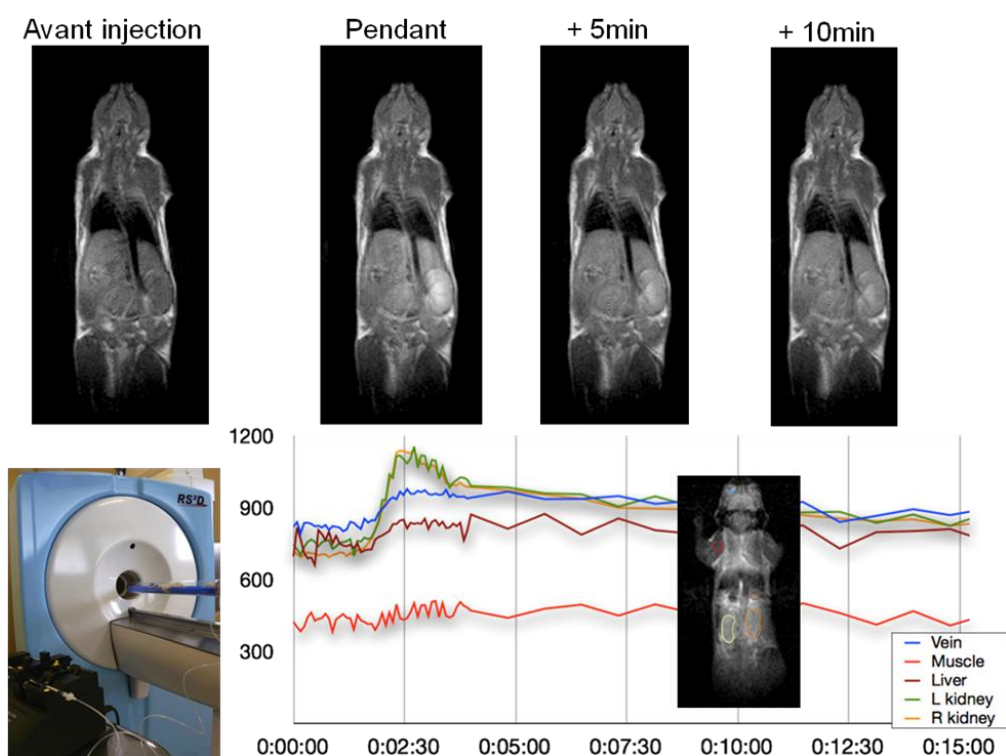 Avant injection
Pendant
+ 5min
+ 10min
1200
900
600
300
RS²D
Vein
Muscle
Liver
L kidney
R kidney
0:00:00
0:02:30
0:05:00
0:07:30
0:10:00
0:12:30
0:15:00